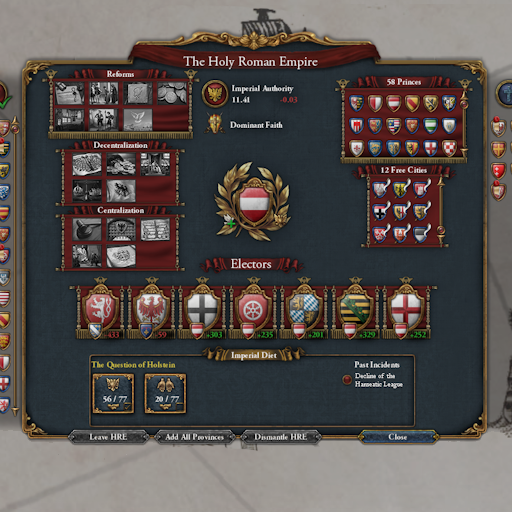 The Holy Roman Empire
Reforms
Imperial Authority
11.41 -0.03
Dominant Faith
58 Princes
Decentralization
12 Free Cities
Centralization
Electors
-433 -59 +303 +235 +201 +329 +252
Imperial Diet
The Question of Holstein
56 / 77 20 / 77
Past Incidents
Decline of the
Hanseatic League
Leave HRE Add All Provinces Dismantle HRE Close